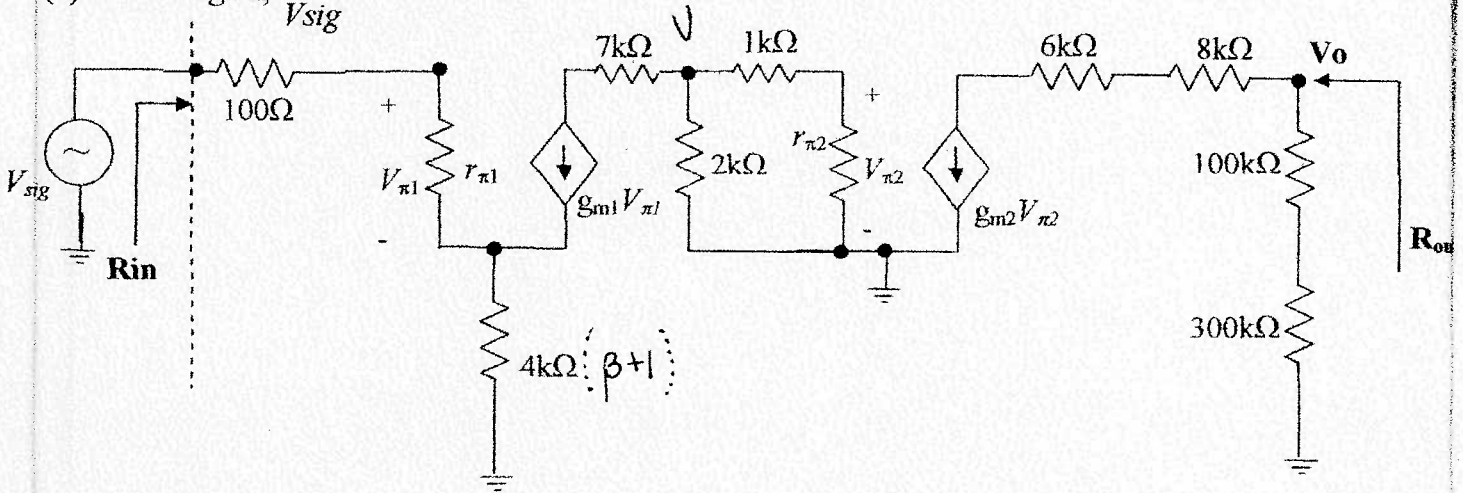 Vsig
V
7kΩ
1kΩ
6kΩ
8kΩ
Vo
100Ω
+
+
Vsig
Vπ1
rπ1
gm1Vπ1
2kΩ
rπ2
Vπ2
gm2Vπ2
100kΩ
-
-
Rin
Rou
4kΩ (β+1)
300kΩ